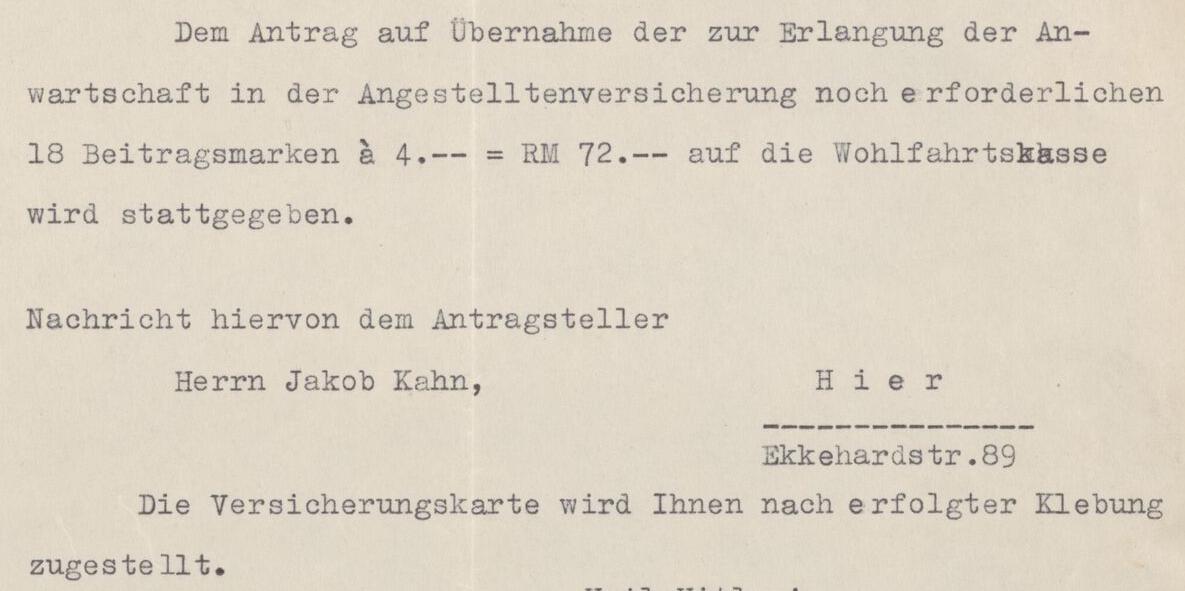 Dem Antrag auf Übernahme der zur Erlangung der An-
wartschaft in der Angestelltenversicherung noch erforderlichen
18 Beitragsmarken à 4.-- = RM 72.-- auf die Wohlfahrtskasse
wird stattgegeben.
Nachricht hiervon dem Antragsteller
Herrn Jakob Kahn, H i e r
Ekkehardstr.89
Die Versicherungskarte wird Ihnen nach erfolgter Klebung
zugestellt.